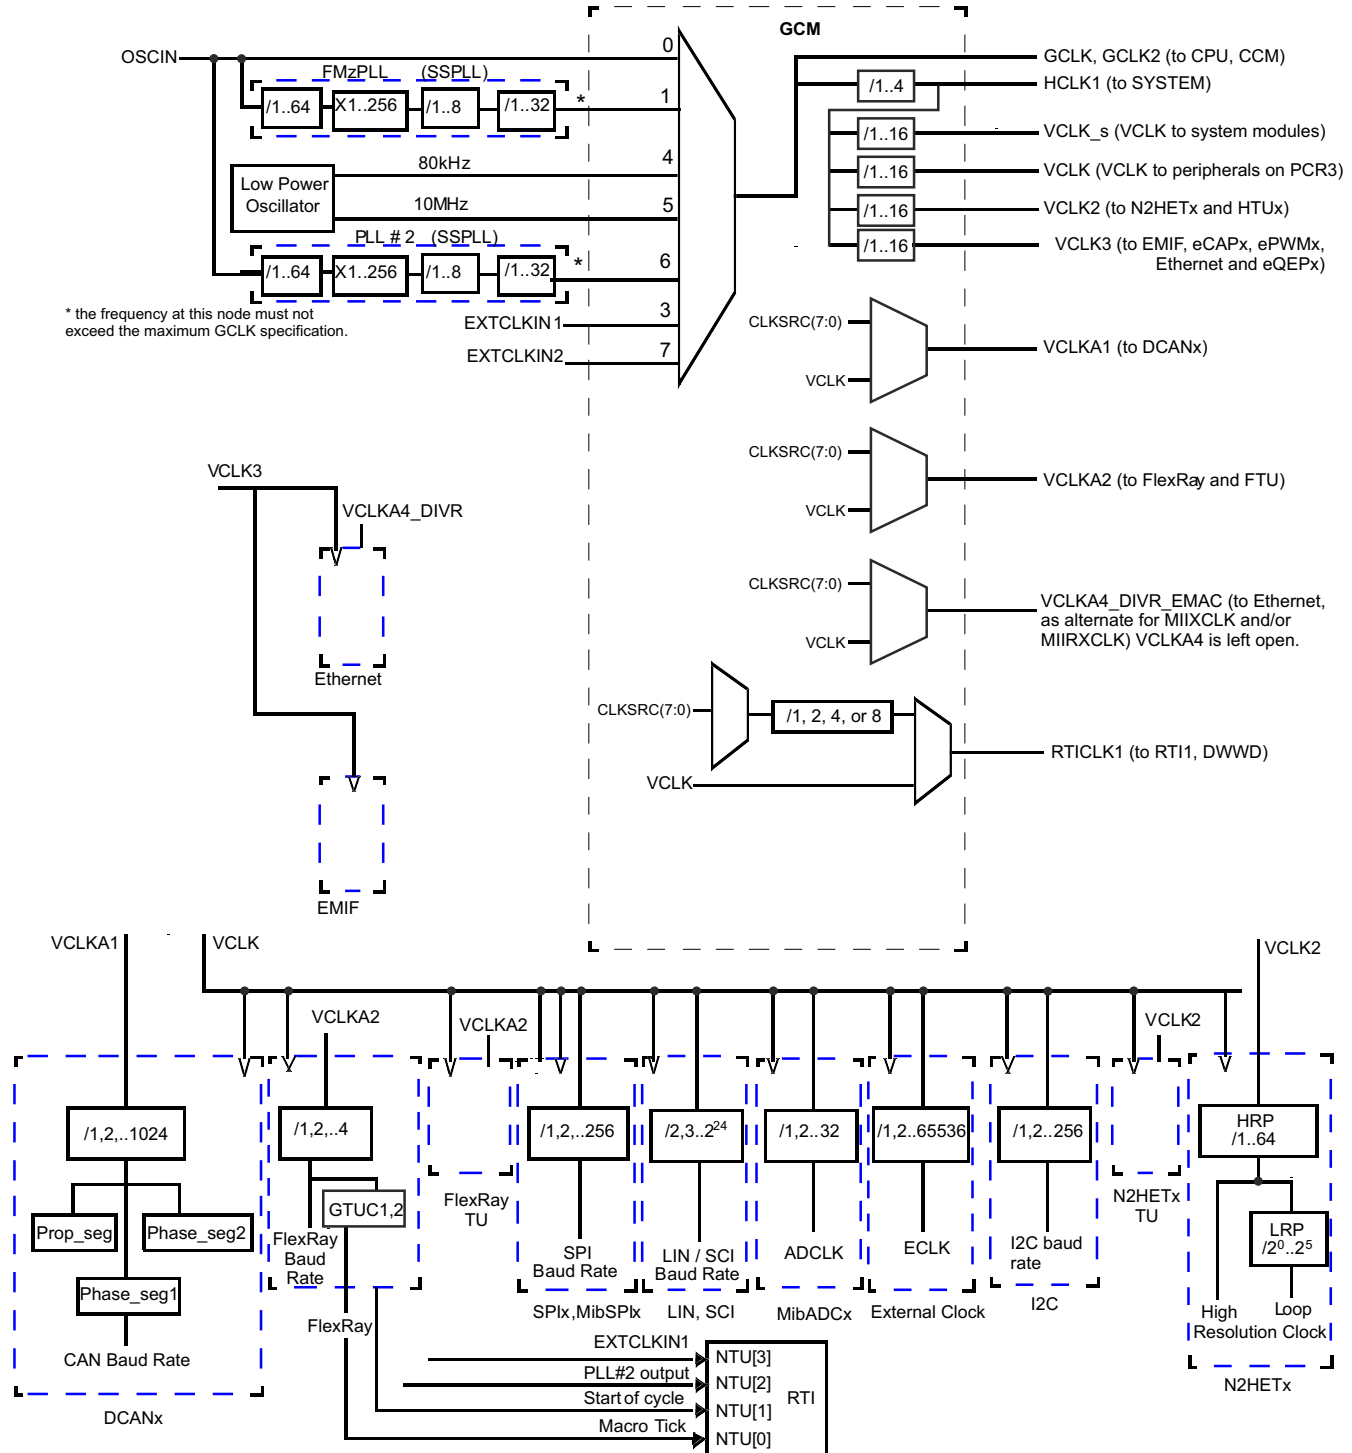 GCM
OSCIN
0
GCLK, GCLK2 (to CPU, CCM)
FMzPLL (SSPLL)
/1..64
X1..256
/1..8
/1..32
*
1
/1..4
HCLK1 (to SYSTEM)
/1..16
VCLK_s (VCLK to system modules)
80kHz
4
Low Power
Oscillator
/1..16
VCLK (VCLK to peripherals on PCR3)
10MHz
5
/1..16
VCLK2 (to N2HETx and HTUx)
PLL # 2 (SSPLL)
/1..64
X1..256
/1..8
/1..32
*
6
/1..16
VCLK3 (to EMIF, eCAPx, ePWMx,
Ethernet and eQEPx)
* the frequency at this node must not
exceed the maximum GCLK specification.
EXTCLKIN1
3
EXTCLKIN2
7
CLKSRC(7:0)
VCLK
VCLKA1 (to DCANx)
CLKSRC(7:0)
VCLK
VCLKA2 (to FlexRay and FTU)
VCLK3
VCLKA4_DIVR
Ethernet
EMIF
CLKSRC(7:0)
VCLK
VCLKA4_DIVR_EMAC (to Ethernet,
as alternate for MIIXCLK and/or
MIIRXCLK) VCLKA4 is left open.
CLKSRC(7:0)
/1, 2, 4, or 8
VCLK
RTICLK1 (to RTI1, DWWD)
VCLKA1
VCLK
VCLK2
VCLKA2
VCLKA2
VCLK2
/1,2,..1024
/1,2,..4
/1,2,..256
/2,3..2²⁴
/1,2..32
/1,2..65536
/1,2..256
HRP
/1..64
Prop_seg
Phase_seg2
Phase_seg1
CAN Baud Rate
DCANx
GTUC1,2
FlexRay
Baud
Rate
FlexRay
FlexRay
TU
SPI
Baud Rate
SPIx,MibSPIx
LIN / SCI
Baud Rate
LIN, SCI
ADCLK
MibADCx
ECLK
External Clock
I2C baud
rate
I2C
N2HETx
TU
LRP
/2⁰..2⁵
High
Loop
Resolution Clock
N2HETx
EXTCLKIN1
NTU[3]
PLL#2 output
NTU[2]
RTI
Start of cycle
NTU[1]
Macro Tick
NTU[0]